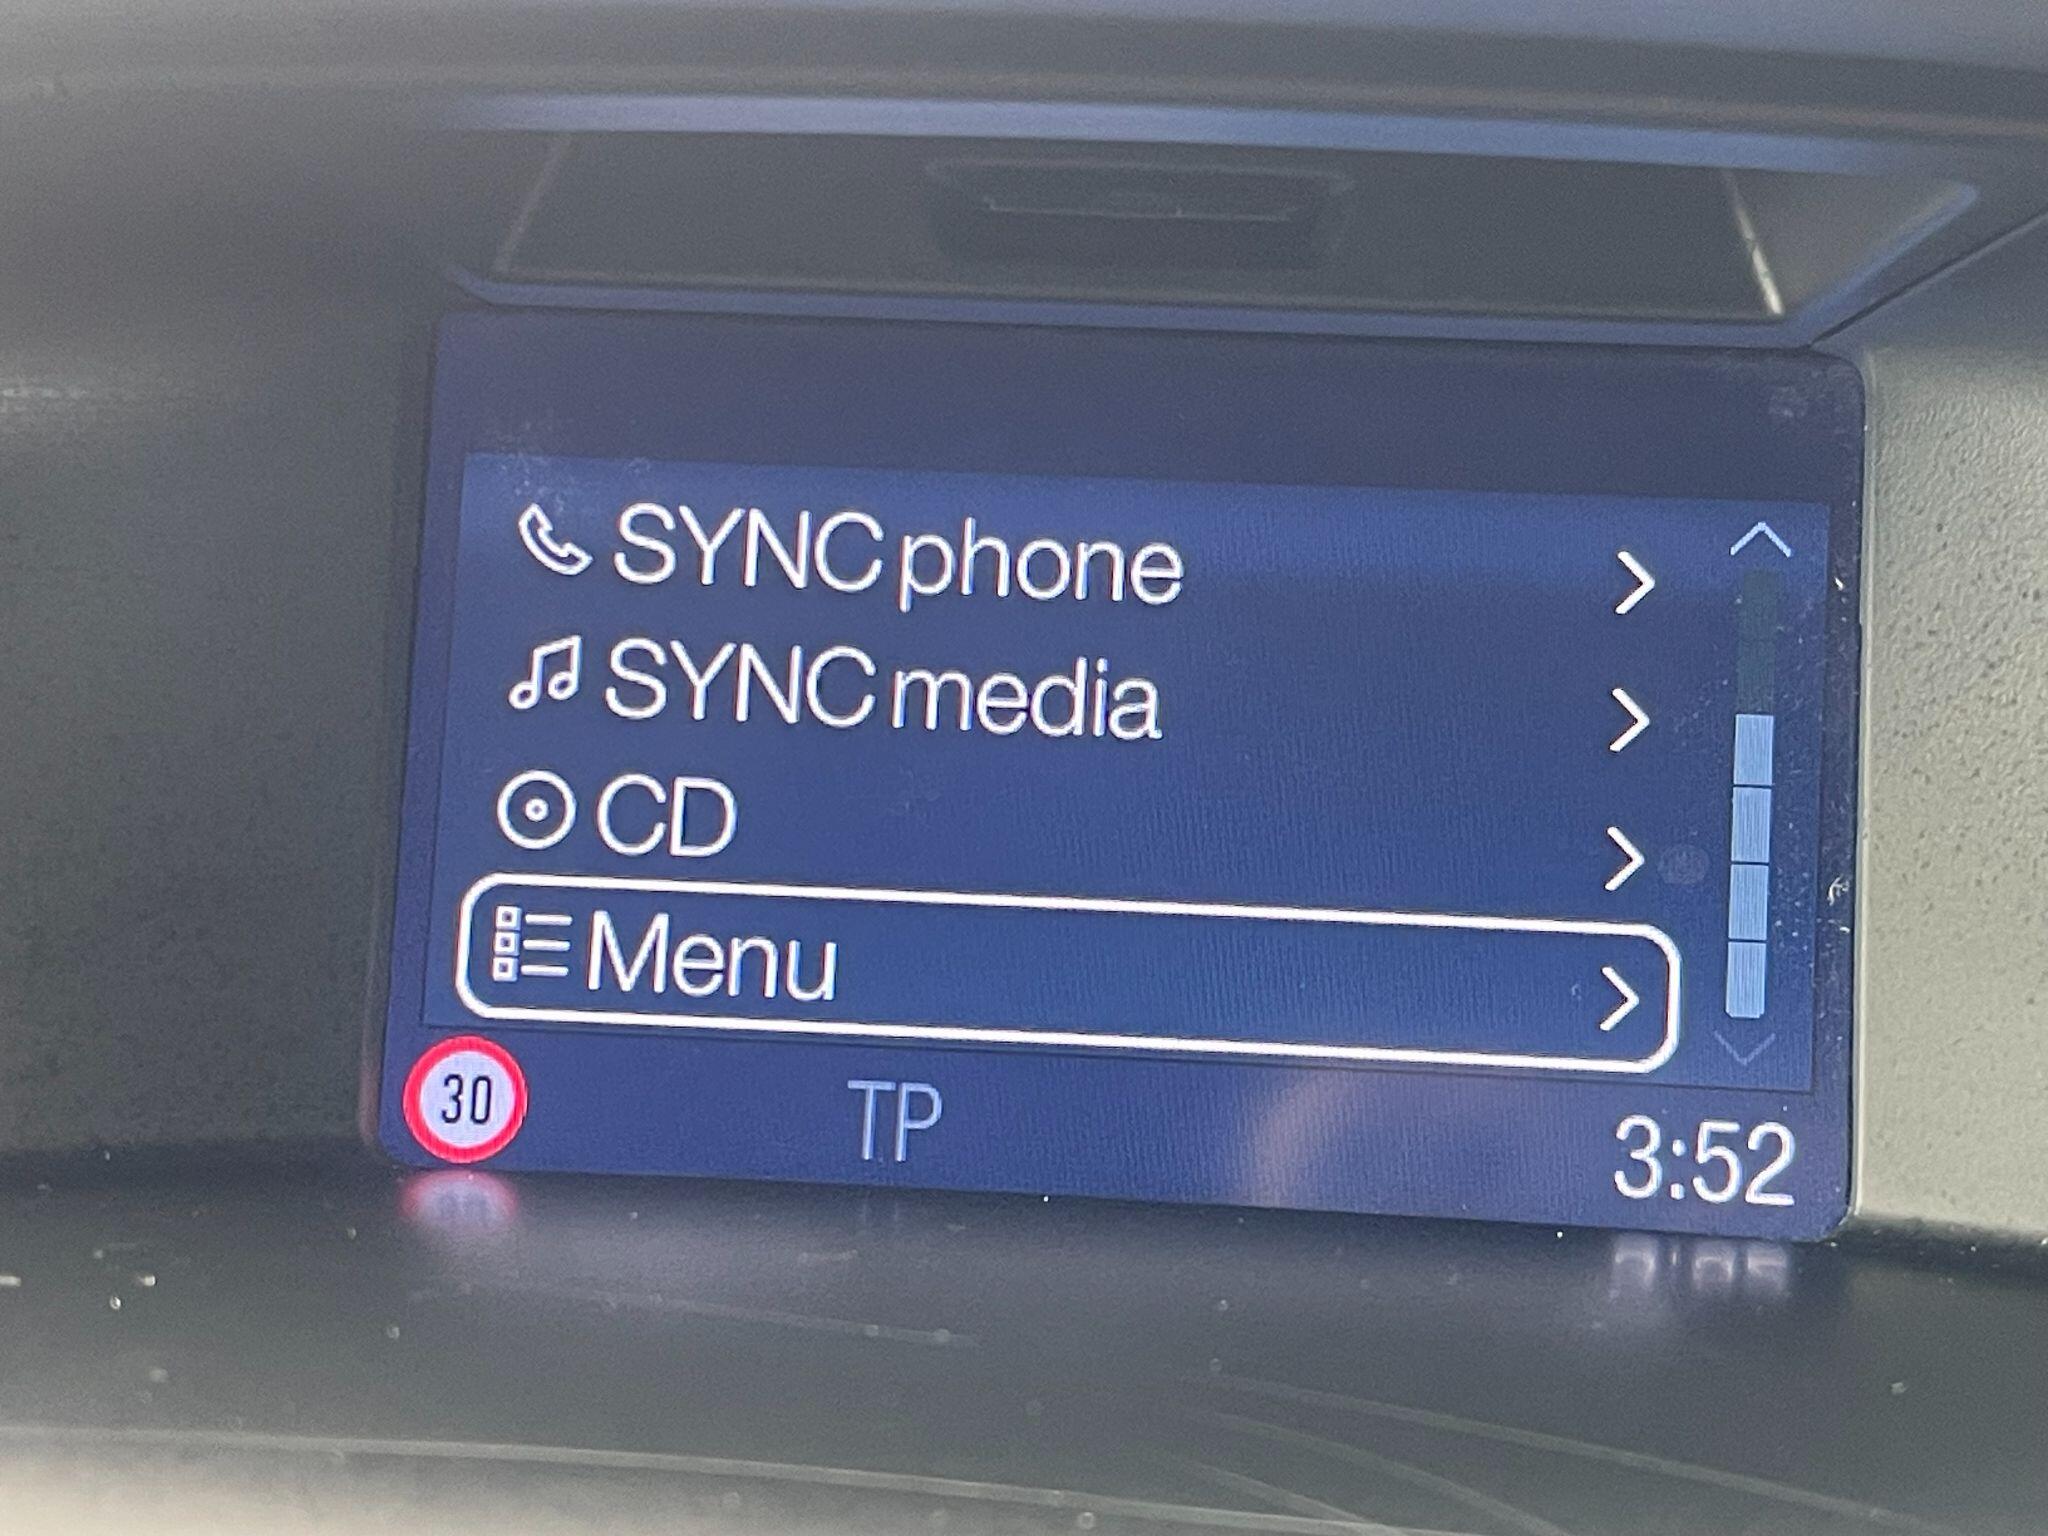 SYNC phone
SYNC media
CD
Menu
30
TP
3:52